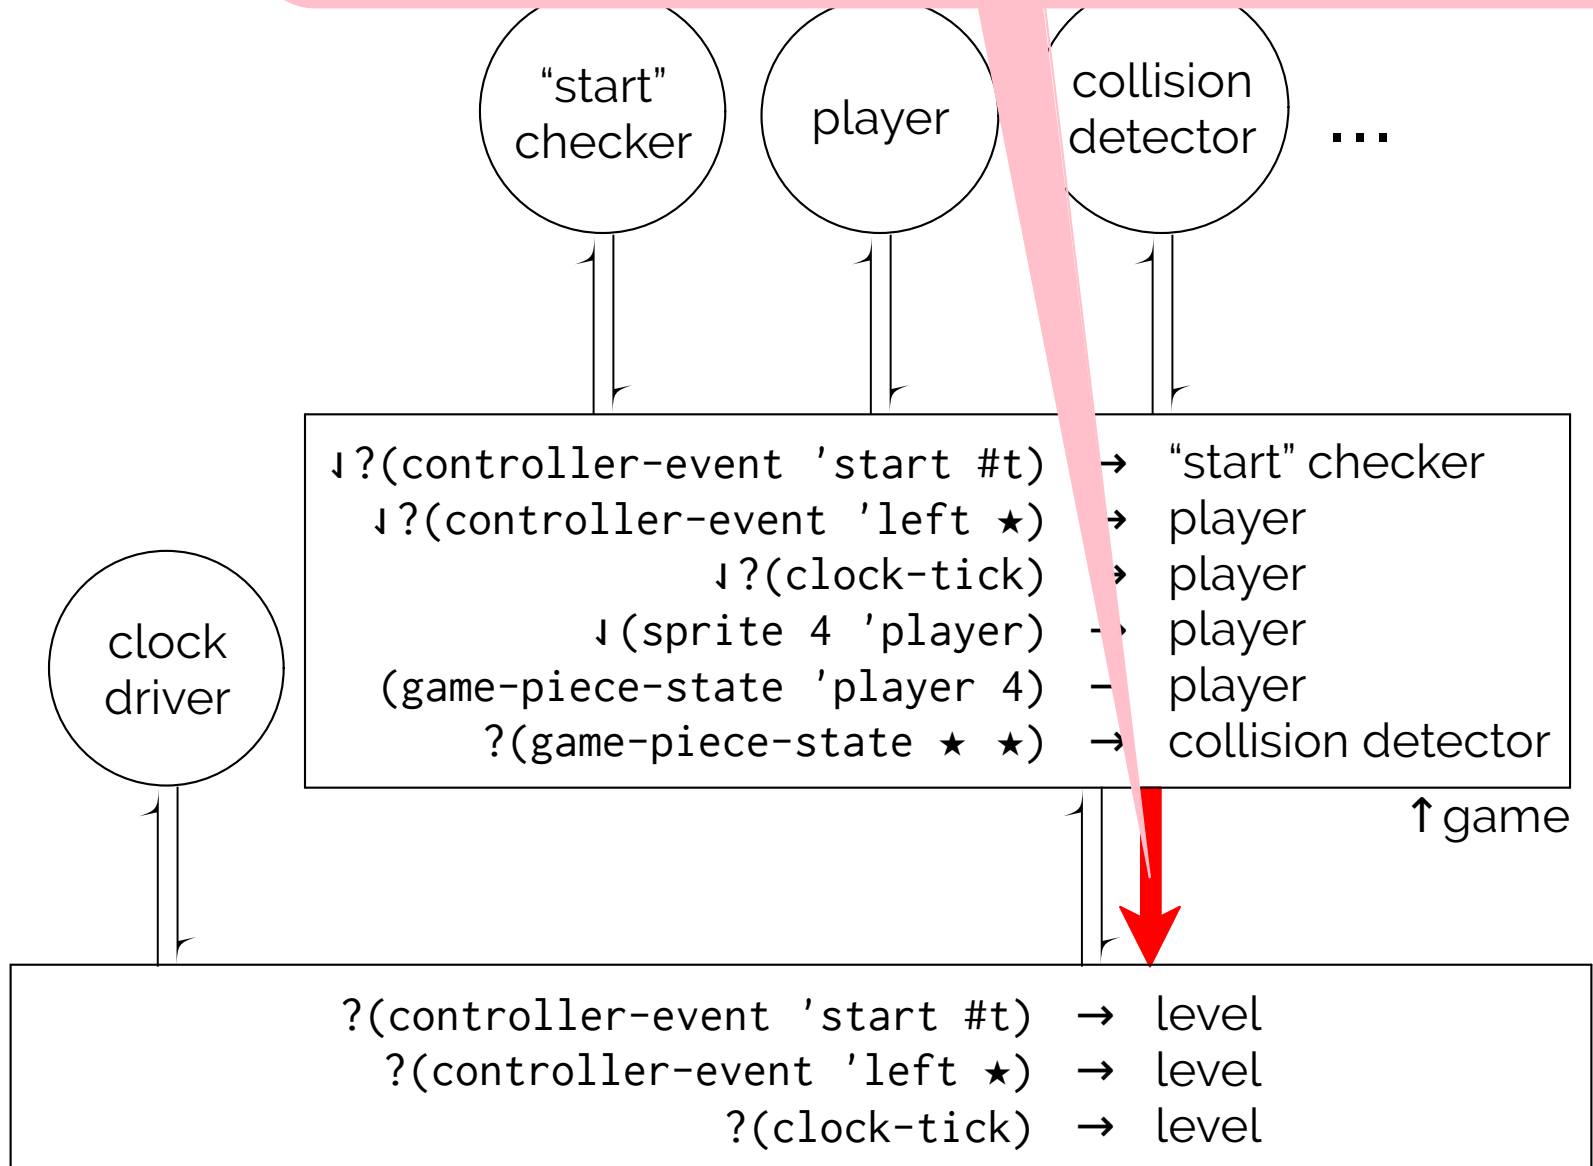 “start”
checker
player
collision
detector
...
⇃?(controller-event 'start #t) → “start” checker
⇃?(controller-event 'left ★) → player
⇃?(clock-tick) → player
⇃(sprite 4 'player) → player
(game-piece-state 'player 4) → player
?(game-piece-state ★ ★) → collision detector
↑game
clock
driver
?(controller-event 'start #t) → level
?(controller-event 'left ★) → level
?(clock-tick) → level